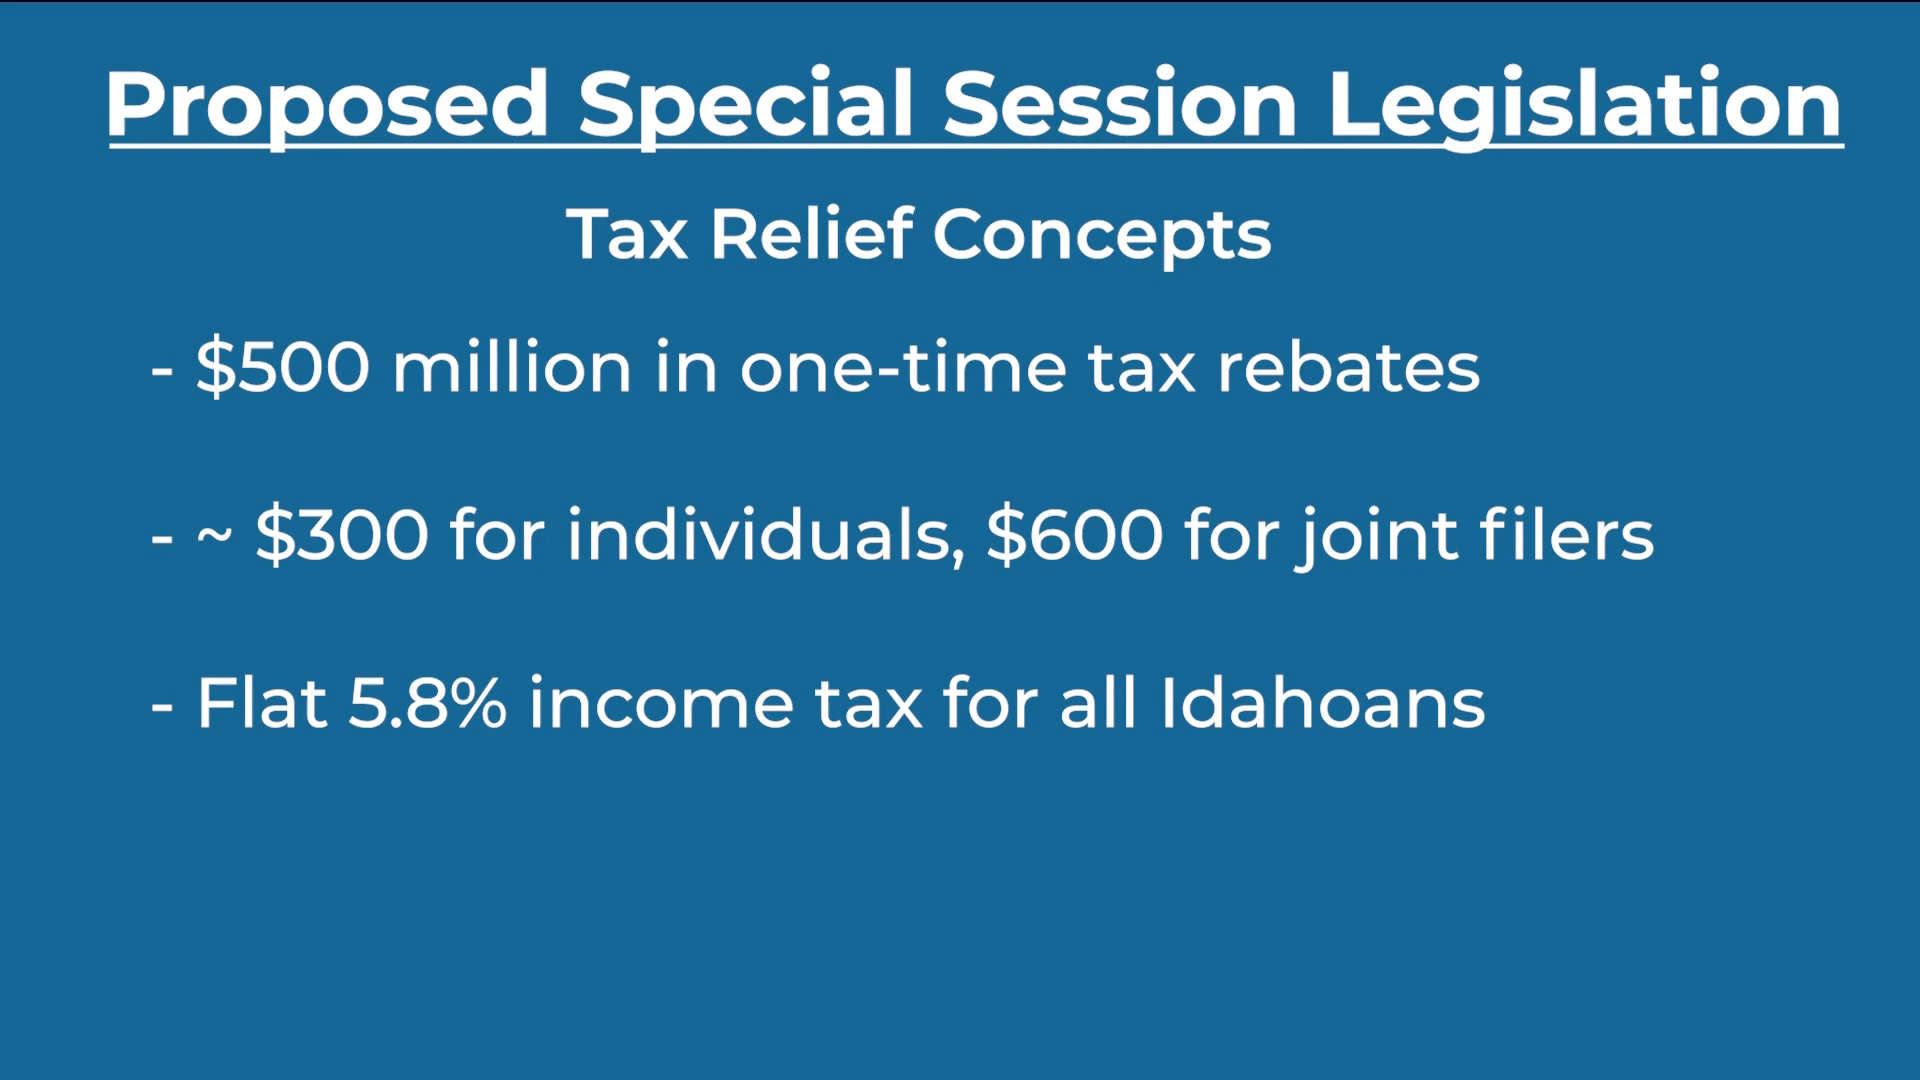 Proposed Special Session Legislation
Tax Relief Concepts
- $500 million in one-time tax rebates
- ~ $300 for individuals, $600 for joint filers
- Flat 5.8% income tax for all Idahoans